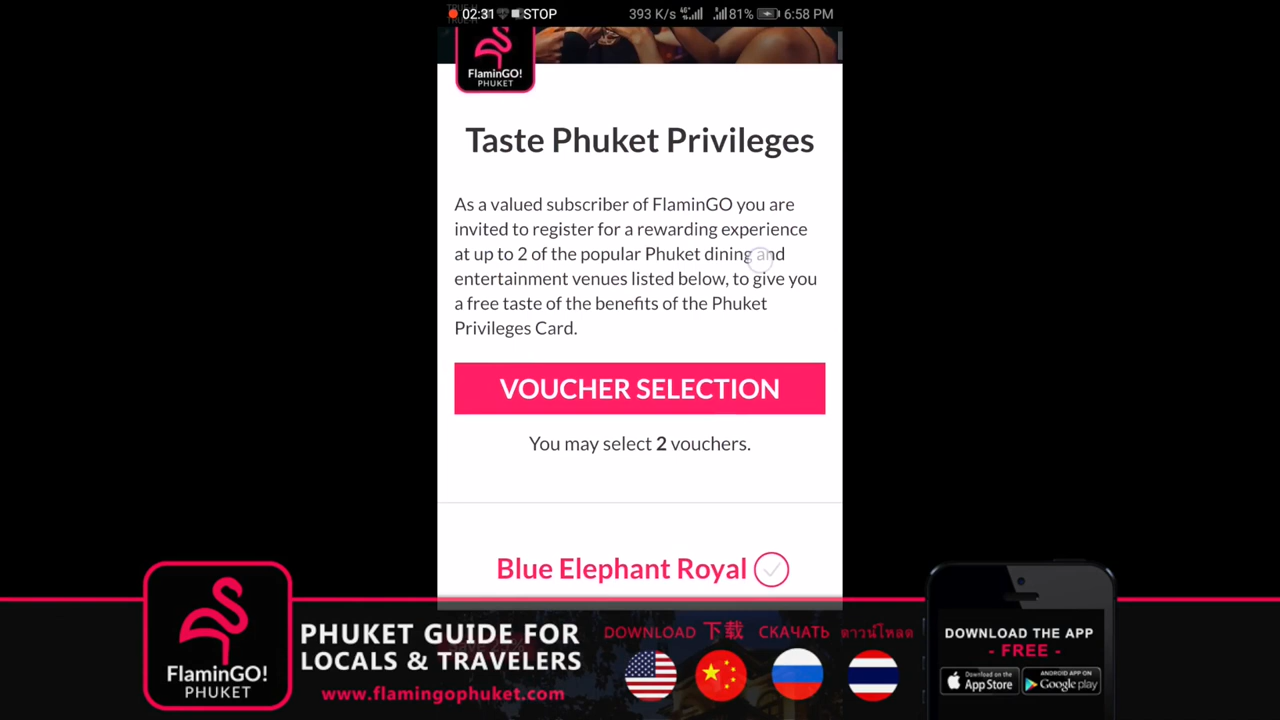 02:31 STOP 393 K/s 4G 81% 6:58 PM
FlaminGO!
PHUKET
Taste Phuket Privileges
As a valued subscriber of FlaminGO you are
invited to register for a rewarding experience
at up to 2 of the popular Phuket dining and
entertainment venues listed below, to give you
a free taste of the benefits of the Phuket
Privileges Card.
VOUCHER SELECTION
You may select 2 vouchers.
Blue Elephant Royal
FlaminGO!
PHUKET
PHUKET GUIDE FOR
LOCALS & TRAVELERS
www.flamingophuket.com
DOWNLOAD 下载 СКАЧАТЬ ดาวน์โหลด
DOWNLOAD THE APP
- FREE -
Download on the
App Store
ANDROID APP ON
Google play